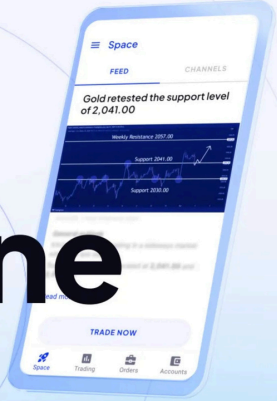 Space
FEED
CHANNELS
Gold retested the support level
of 2,041.00
Weekly Resistance 2057.00
Support 2041.00
Support 2030.00
ne
TRADE NOW
Space
Trading
Orders
Accounts